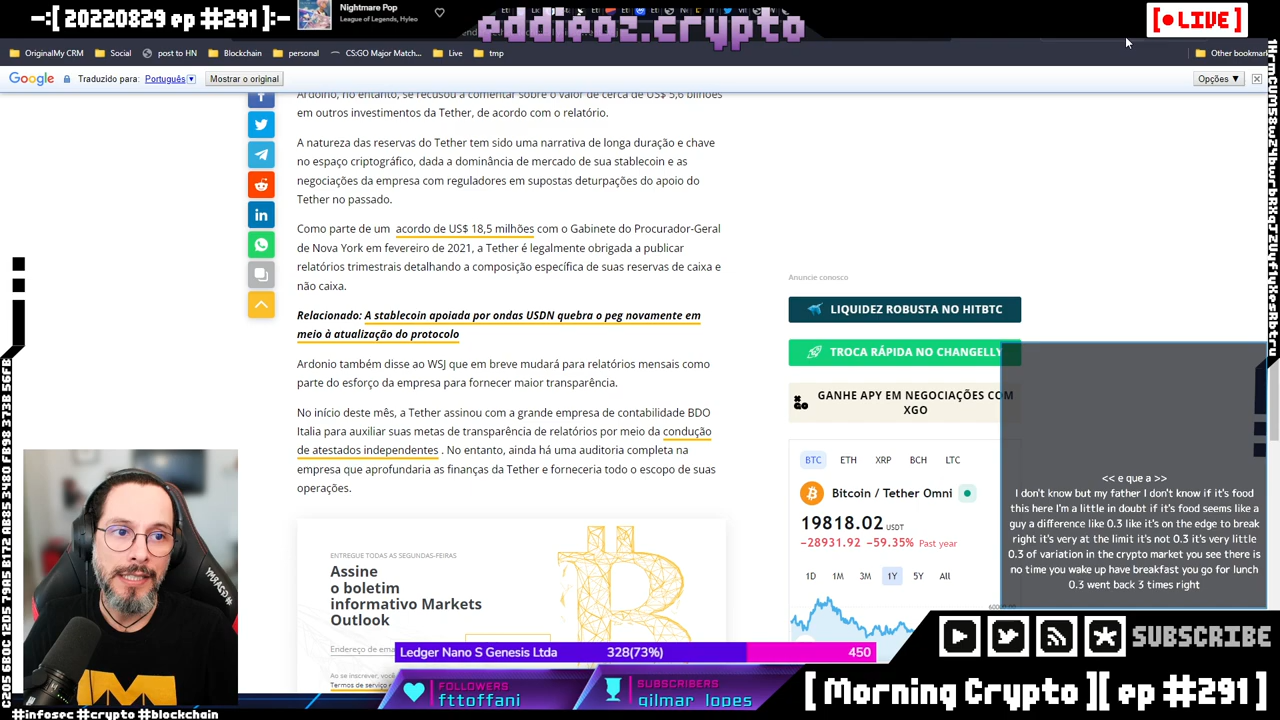 -:[ 20220829 ep #291 ]:-
Nightmare Pop
League of Legends, Hyleo
eddieoz.crypto
[● LIVE ]
OriginalMy CRM
Social
post to HN
Blockchain
personal
CS:GO Major Match...
Live
tmp
Other bookmar
Google
Traduzido para: Português
Mostrar o original
Opções ▼
Ardoino, no entanto, se recusou a comentar sobre o valor de cerca de US$ 5,6 bilhões
em outros investimentos da Tether, de acordo com o relatório.
A natureza das reservas do Tether tem sido uma narrativa de longa duração e chave
no espaço criptográfico, dada a dominância de mercado de sua stablecoin e as
negociações da empresa com reguladores em supostas deturpações do apoio do
Tether no passado.
Como parte de um acordo de US$ 18,5 milhões com o Gabinete do Procurador-Geral
de Nova York em fevereiro de 2021, a Tether é legalmente obrigada a publicar
relatórios trimestrais detalhando a composição específica de suas reservas de caixa e
não caixa.
Relacionado: A stablecoin apoiada por ondas USDN quebra o peg novamente em
meio à atualização do protocolo
Ardonio também disse ao WSJ que em breve mudará para relatórios mensais como
parte do esforço da empresa para fornecer maior transparência.
No início deste mês, a Tether assinou com a grande empresa de contabilidade BDO
Italia para auxiliar suas metas de transparência de relatórios por meio da condução
de atestados independentes . No entanto, ainda há uma auditoria completa na
empresa que aprofundaria as finanças da Tether e forneceria todo o escopo de suas
operações.
ENTREGUE TODAS AS SEGUNDAS-FEIRAS
Assine
o boletim
informativo Markets
Outlook
Endereço de ema
Ao se inscrever, voc
Termos de serviço
Anuncie conosco
LIQUIDEZ ROBUSTA NO HITBTC
TROCA RÁPIDA NO CHANGELLY
GANHE APY EM NEGOCIAÇÕES COM
XGO
BTC ETH XRP BCH LTC
Bitcoin / Tether Omni
19818.02 USDT
−28931.92 −59.35% Past year
1D 1M 3M 1Y 5Y All
<< e que a >>
I don't know but my father I don't know if it's food
this here I'm a little in doubt if it's food seems like a
guy a difference like 0.3 like it's on the edge to break
right it's very at the limit it's not 0.3 it's very little
0.3 of variation in the crypto market you see there is
no time you wake up have breakfast you go for lunch
0.3 went back 3 times right
Ledger Nano S Genesis Ltda 328(73%) 450
FOLLOWERS
fttoffani
SUBSCRIBERS
gilmar_lopes
SUBSCRIBE
[ Morning Crypto ][ ep #291 ]
#infosec #crypto #blockchain